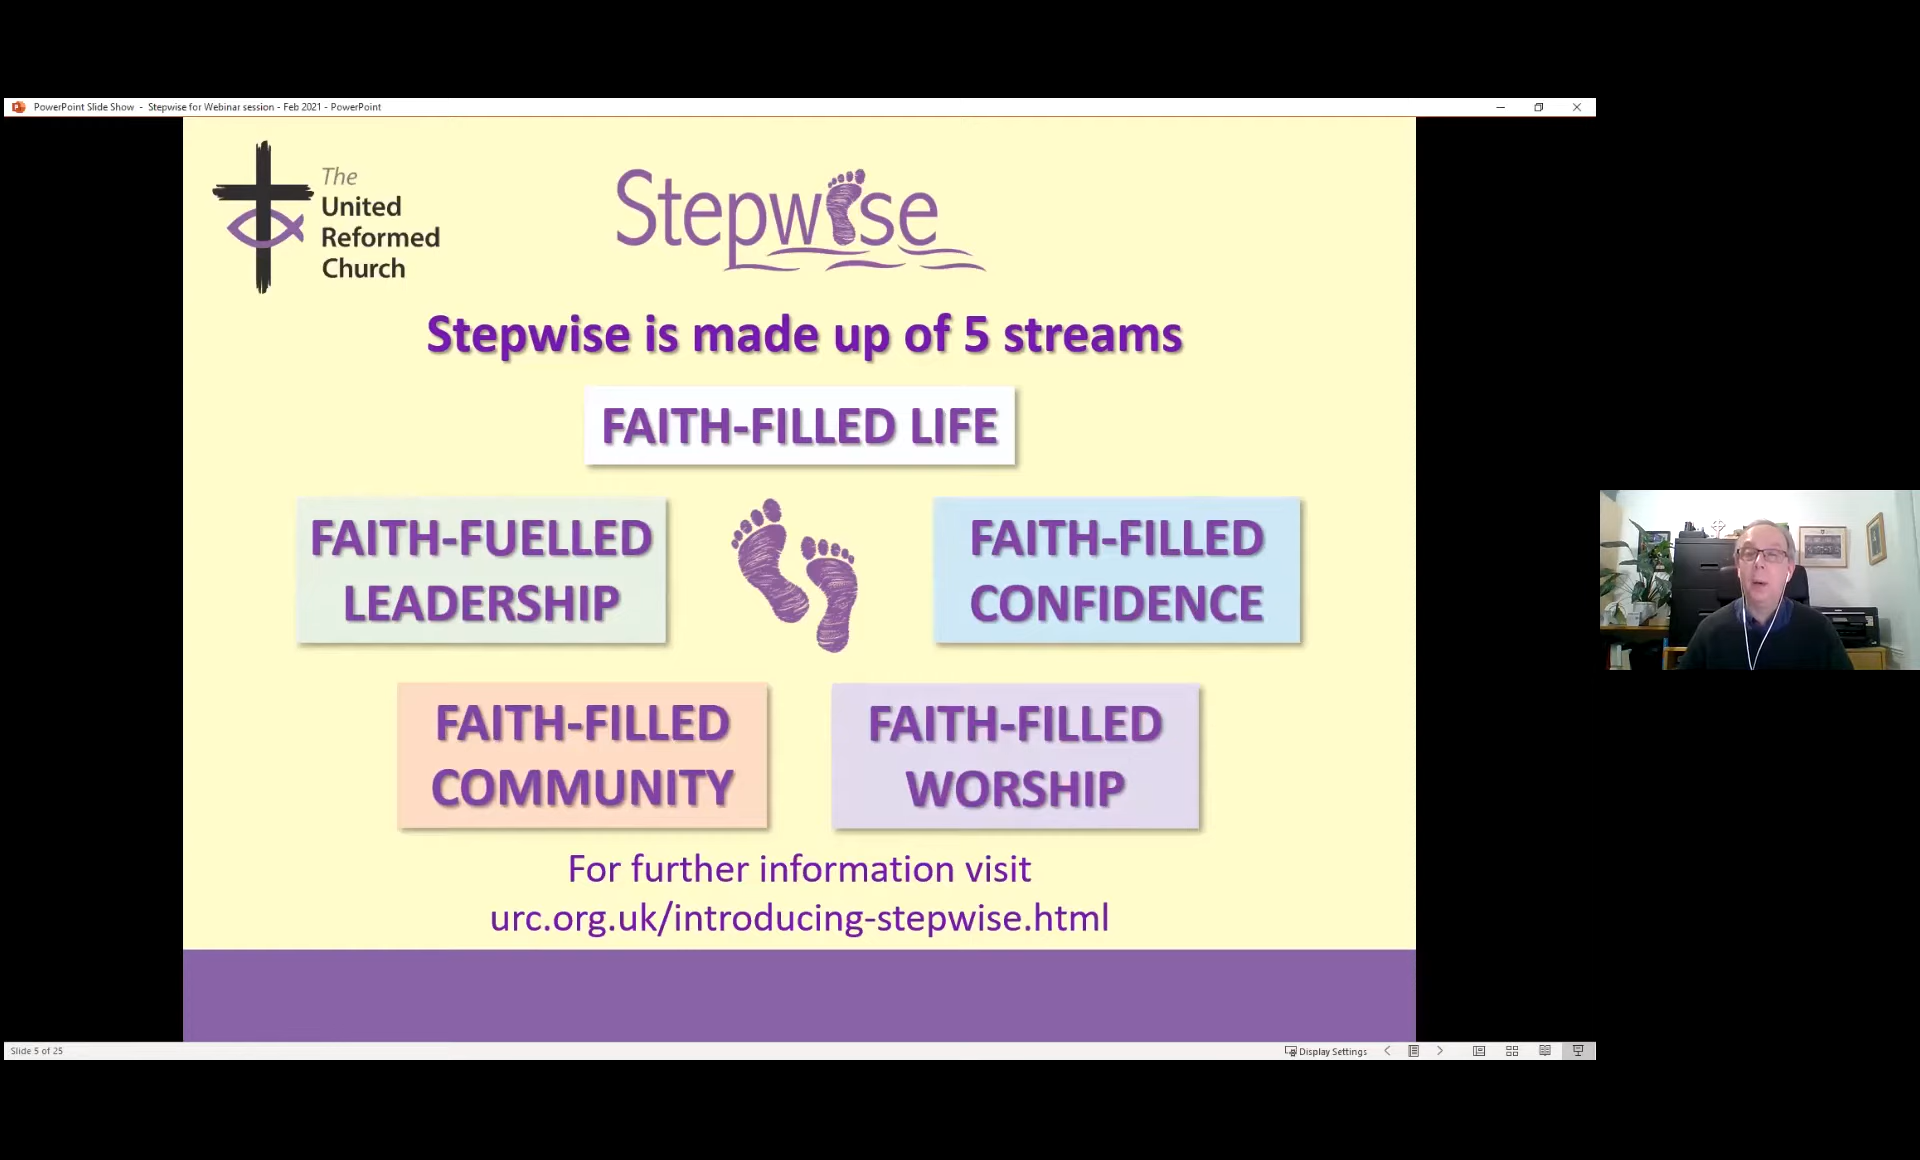 PowerPoint Slide Show - Stepwise for Webinar session - Feb 2021 - PowerPoint
The
United
Reformed
Church
Stepwise
Stepwise is made up of 5 streams
FAITH-FILLED LIFE
FAITH-FUELLED
LEADERSHIP
FAITH-FILLED
CONFIDENCE
FAITH-FILLED
COMMUNITY
FAITH-FILLED
WORSHIP
For further information visit
urc.org.uk/introducing-stepwise.html
Slide 5 of 25
Display Settings